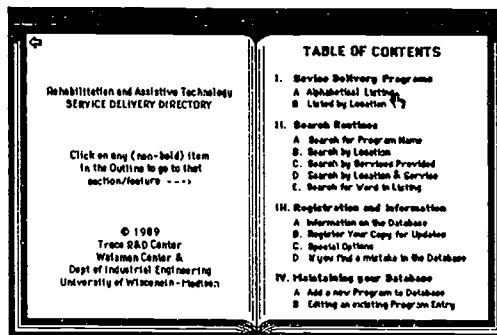 Rehabilitation and Assistive Technology
SERVICE DELIVERY DIRECTORY
Click on any (non-bold) item
in the Outline to go to that
section/feature --->
© 1989
Trace R&D Center
Waisman Center &
Dept of Industrial Engineering
University of Wisconsin-Madison
TABLE OF CONTENTS
I. Service Delivery Programs
A Alphabetical Listing
B Listed by Location
II. Search Routines
A Search for Program Name
B. Search by Location
C. Search by Services Provided
D. Search by Location & Service
E. Search for Word in Listing
III. Registration and Information
A Information on the Database
B. Register Your Copy for Updates
C. Special Options
D If you find a mistake in the Database
IV. Maintaining your Database
A Add a new Program to Database
B Editing an existing Program Entry